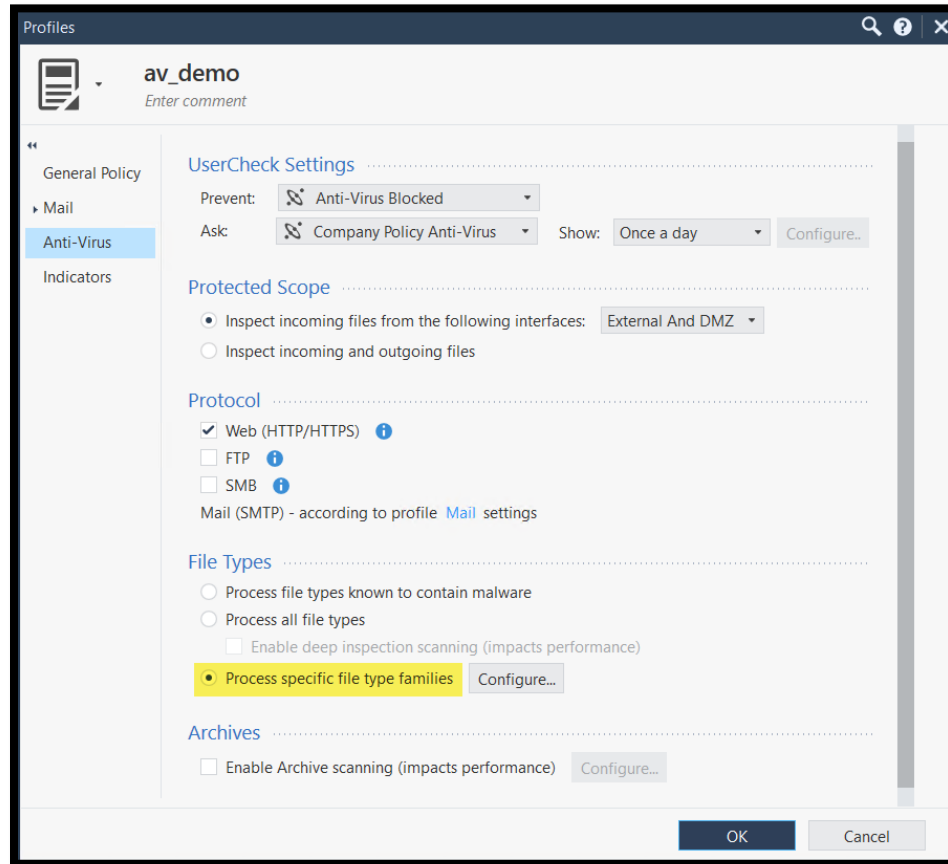 Profiles
av_demo
Enter comment
General Policy
Mail
Anti-Virus
Indicators
UserCheck Settings
Prevent: Anti-Virus Blocked
Ask: Company Policy Anti-Virus Show: Once a day Configure..
Protected Scope
Inspect incoming files from the following interfaces: External And DMZ
Inspect incoming and outgoing files
Protocol
Web (HTTP/HTTPS)
FTP
SMB
Mail (SMTP) - according to profile Mail settings
File Types
Process file types known to contain malware
Process all file types
Enable deep inspection scanning (impacts performance)
Process specific file type families Configure...
Archives
Enable Archive scanning (impacts performance) Configure...
OK Cancel